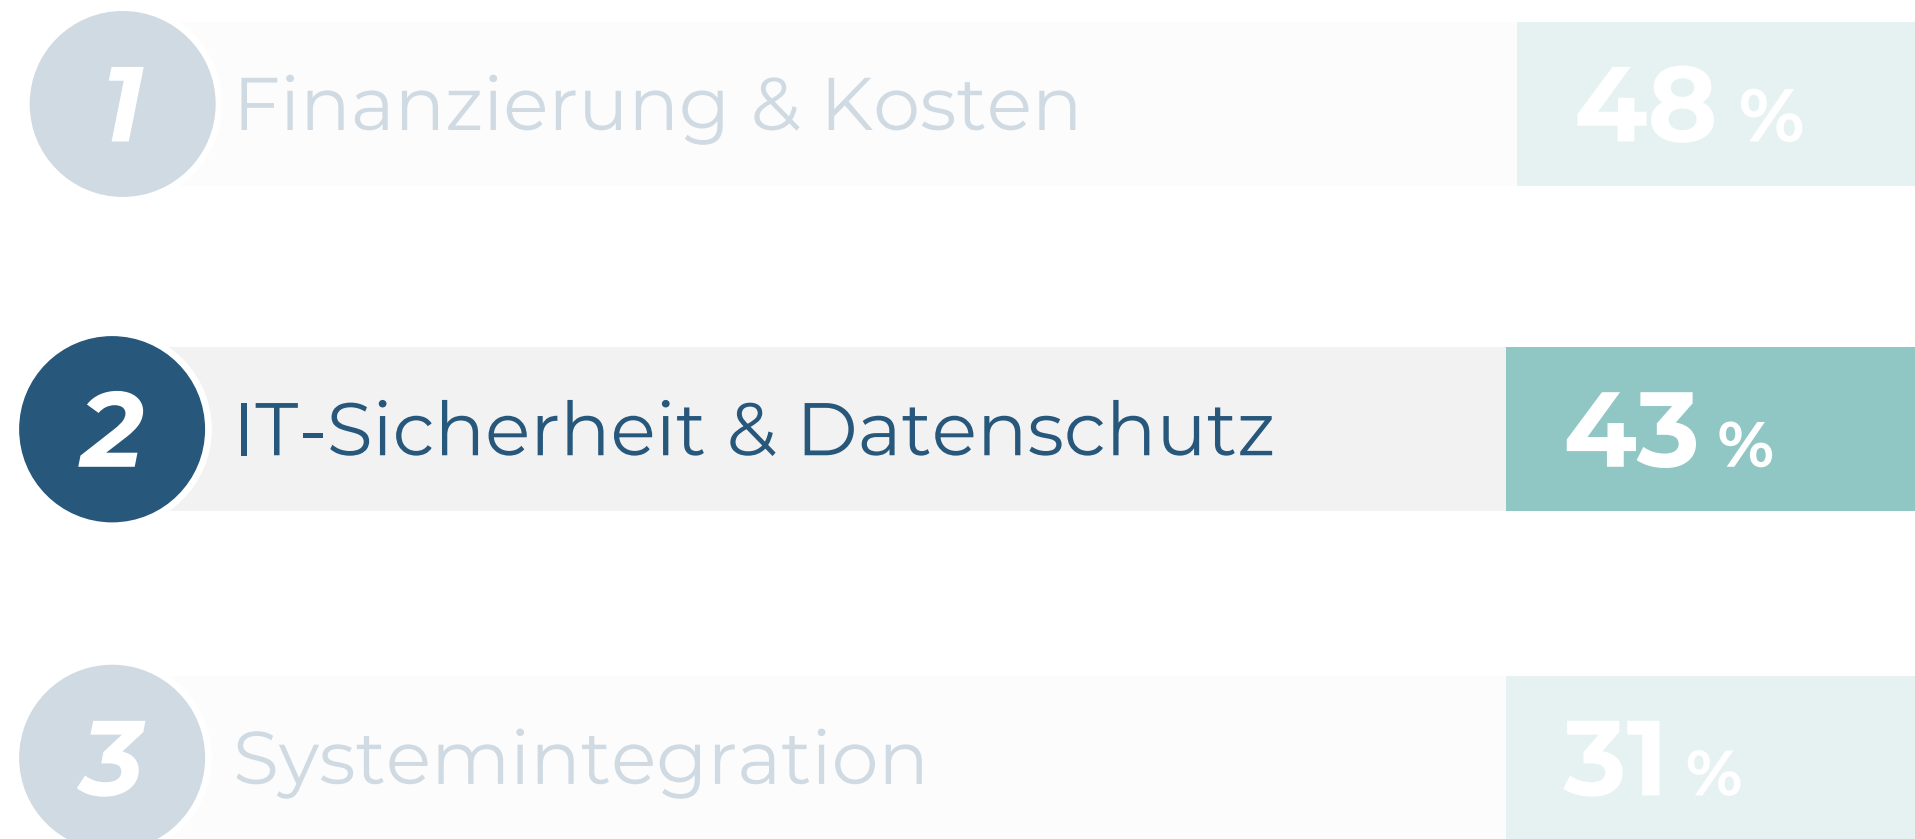 1 Finanzierung & Kosten 48 %
2 IT-Sicherheit & Datenschutz 43 %
3 Systemintegration 31 %